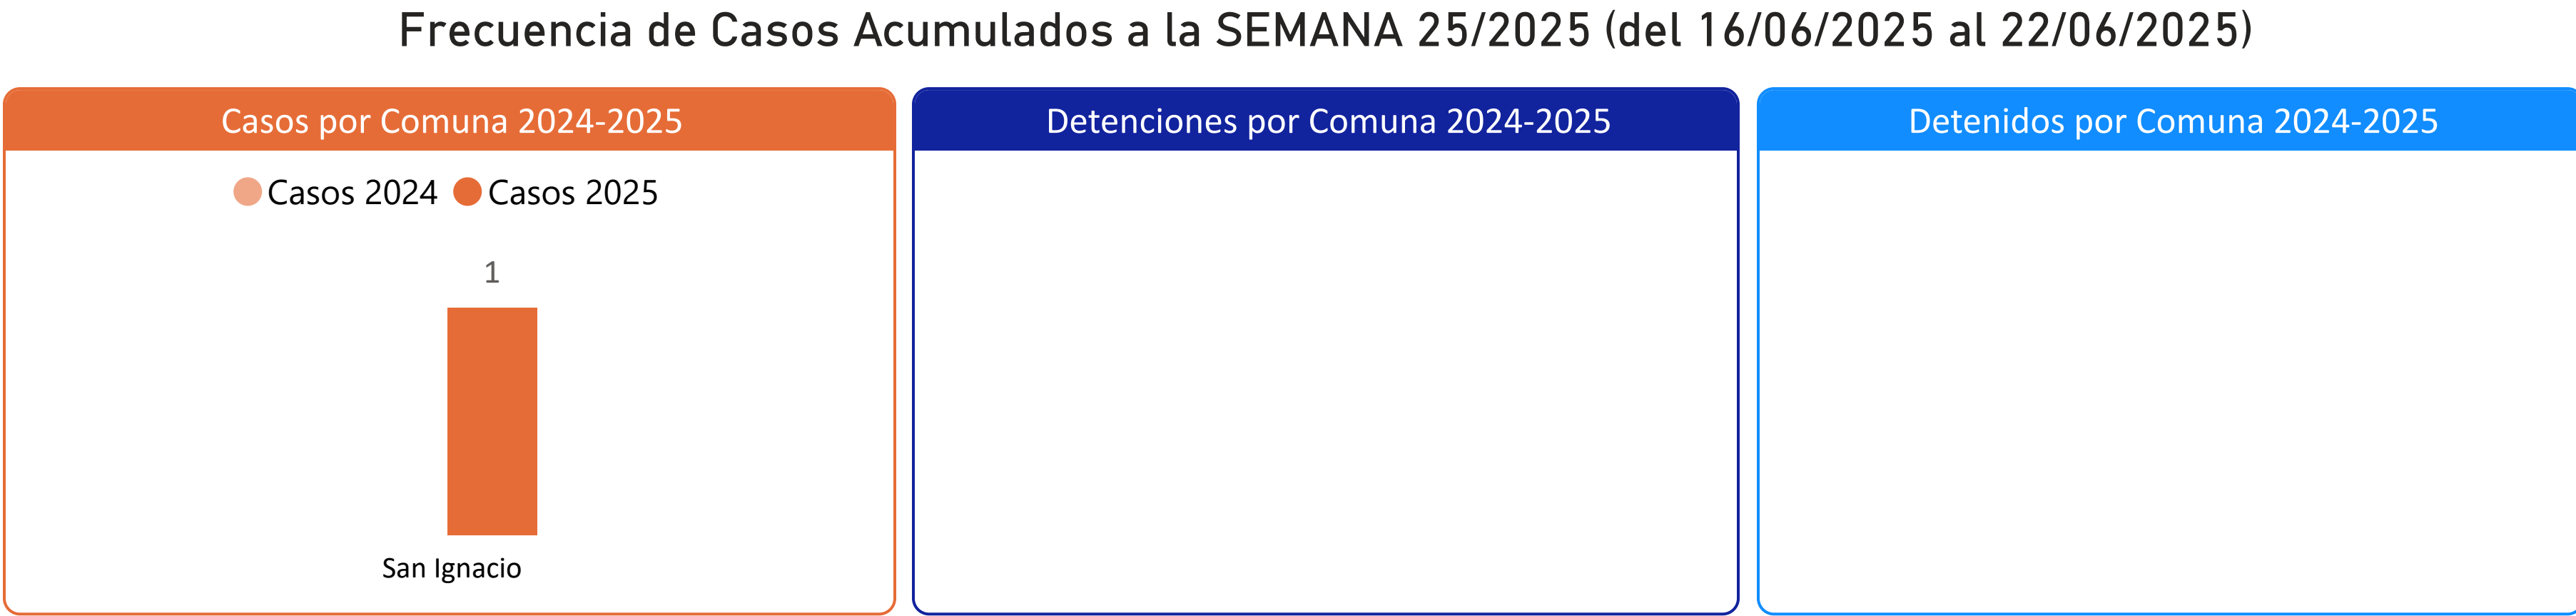 Frecuencia de Casos Acumulados a la SEMANA 25/2025 (del 16/06/2025 al 22/06/2025)
Casos por Comuna 2024-2025
Casos 2024 Casos 2025
1
San Ignacio
Detenciones por Comuna 2024-2025
Detenidos por Comuna 2024-2025